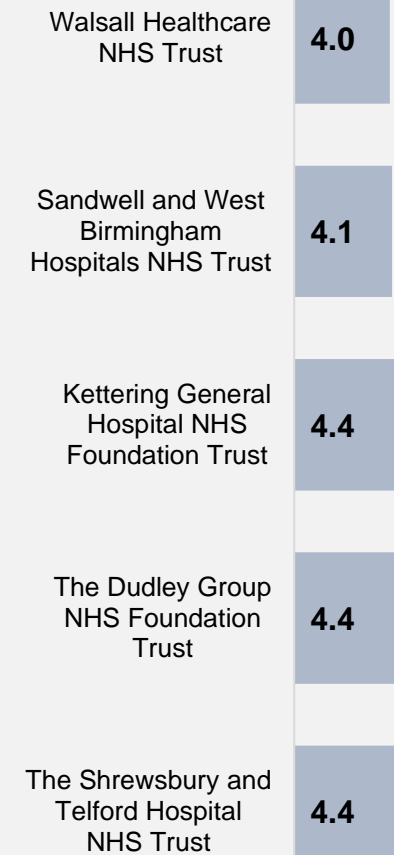 Walsall Healthcare
NHS Trust
4.0
Sandwell and West
Birmingham
Hospitals NHS Trust
4.1
Kettering General
Hospital NHS
Foundation Trust
4.4
The Dudley Group
NHS Foundation
Trust
4.4
The Shrewsbury and
Telford Hospital
NHS Trust
4.4